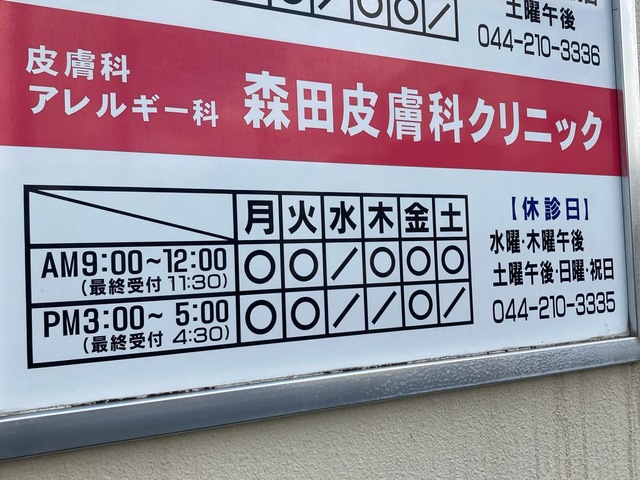 土曜午後
044-210-3336
皮膚科
アレルギー科
森田皮膚科クリニック
月 火 水 木 金 土
AM9:00〜12:00 ○ ○ / ○ ○ ○
(最終受付 11:30)
PM3:00〜 5:00 ○ ○ / / ○ /
(最終受付 4:30)
【休診日】
水曜・木曜午後
土曜午後・日曜・祝日
044-210-3335